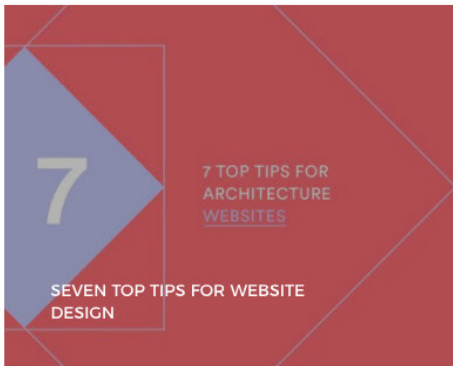 7
7 TOP TIPS FOR
ARCHITECTURE
WEBSITES
SEVEN TOP TIPS FOR WEBSITE
DESIGN